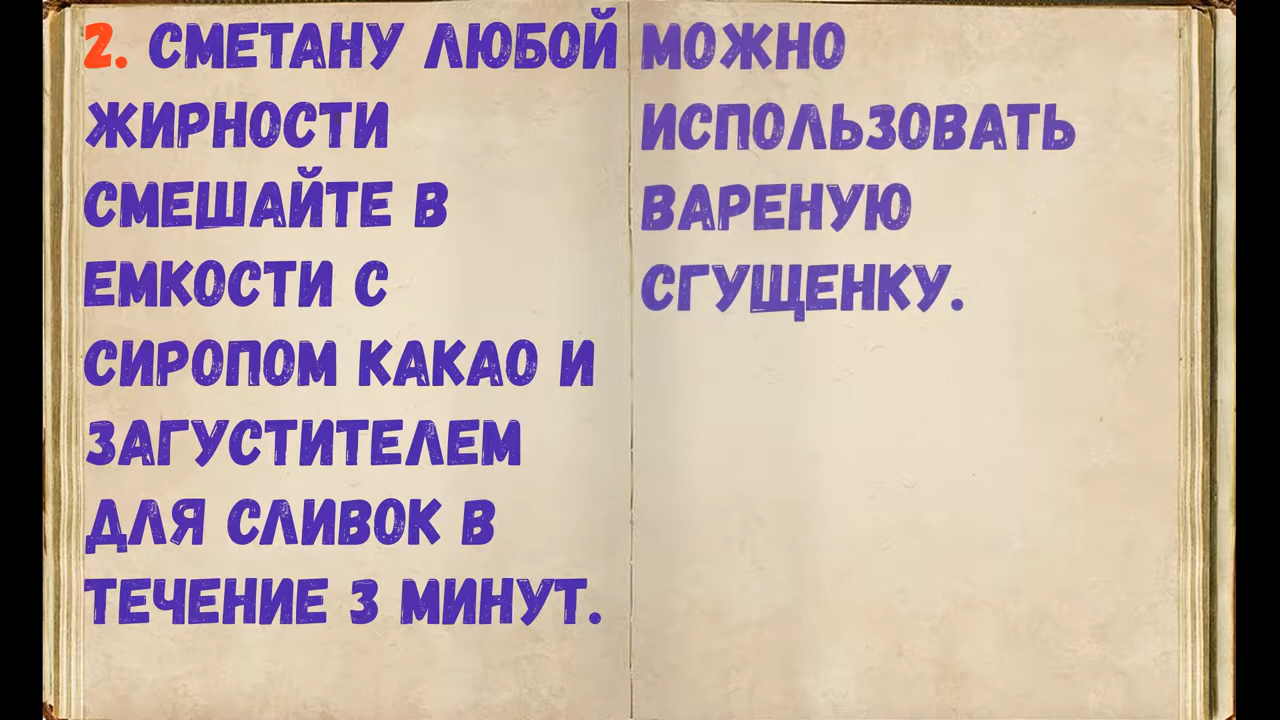 2. СМЕТАНУ ЛЮБОЙ
ЖИРНОСТИ
СМЕШАЙТЕ В
ЕМКОСТИ С
СИРОПОМ КАКАО И
ЗАГУСТИТЕЛЕМ
ДЛЯ СЛИВОК В
ТЕЧЕНИЕ 3 МИНУТ.
МОЖНО
ИСПОЛЬЗОВАТЬ
ВАРЕНУЮ
СГУЩЕНКУ.